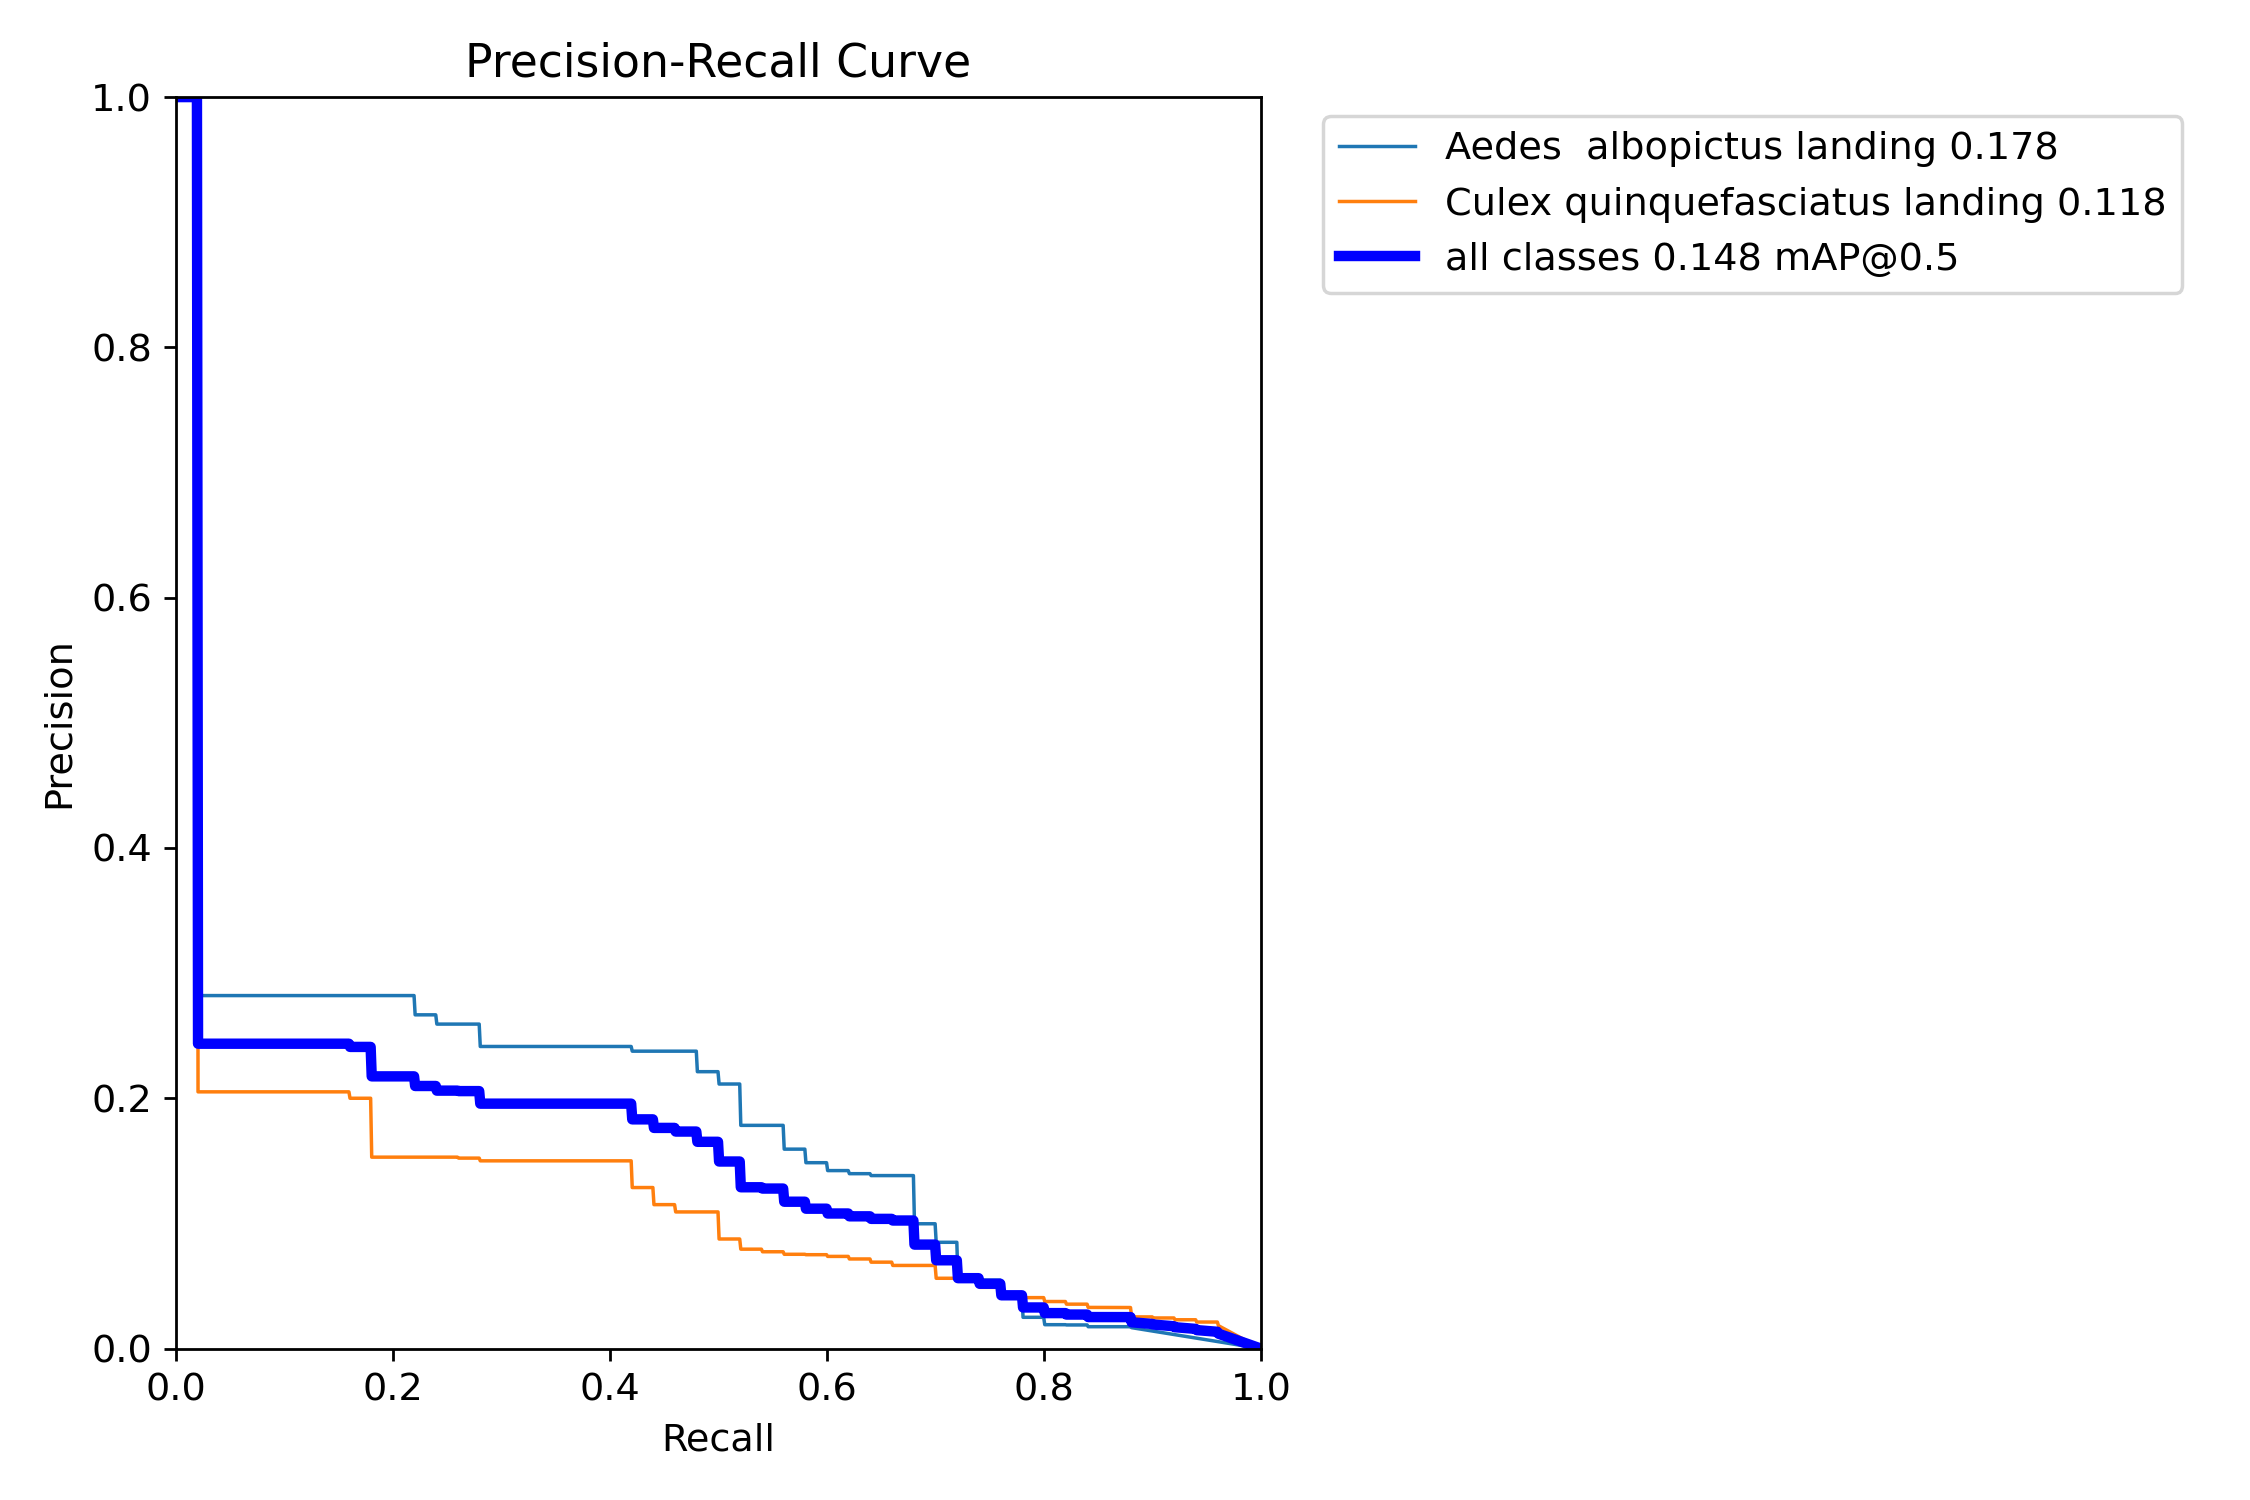 Precision-Recall Curve
1.0
0.8
0.6
0.4
0.2
0.0
Precision
0.0 0.2 0.4 0.6 0.8 1.0
Recall
Aedes  albopictus landing 0.178
Culex quinquefasciatus landing 0.118
all classes 0.148 mAP@0.5